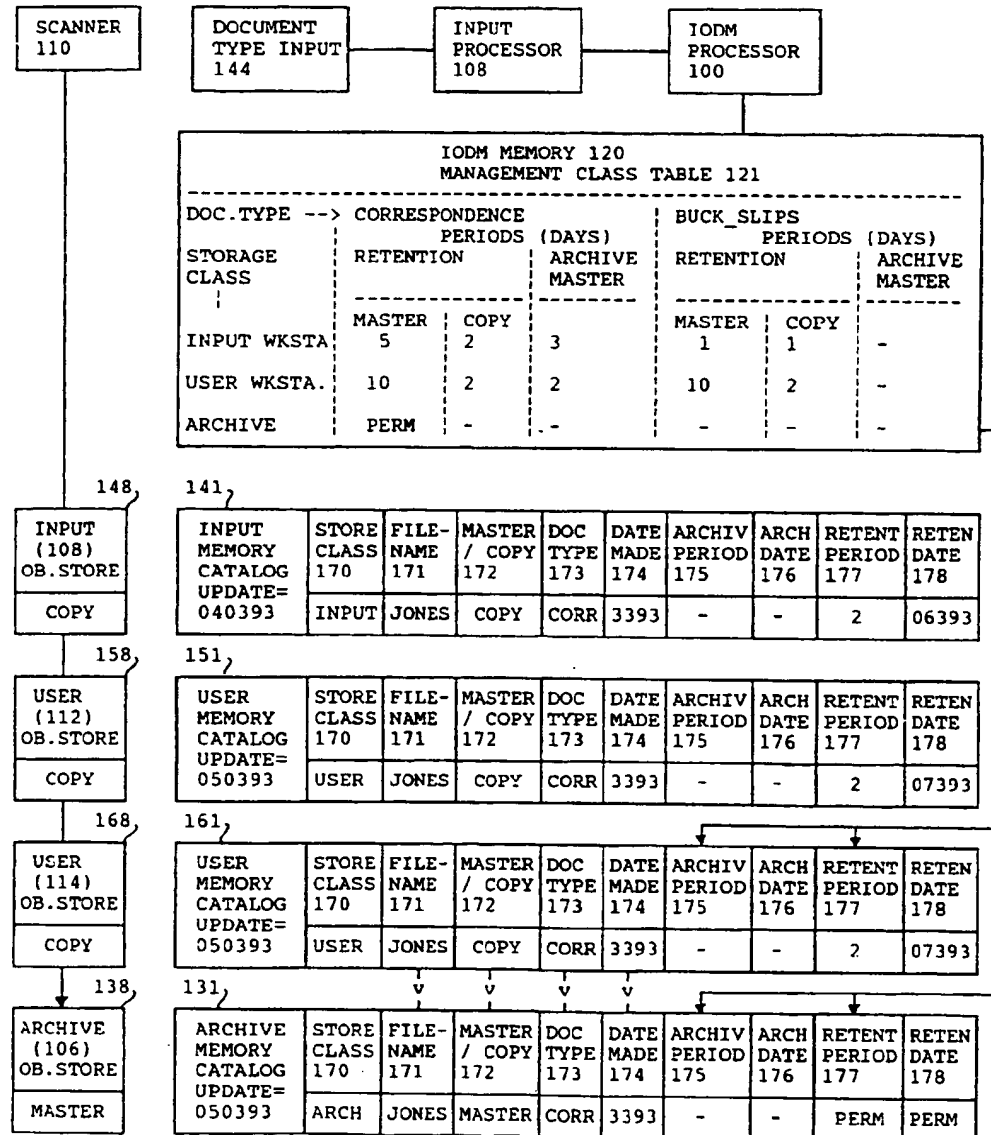 SCANNER 110
DOCUMENT TYPE INPUT 144
INPUT PROCESSOR 108
IODM PROCESSOR 100
IODM MEMORY 120
MANAGEMENT CLASS TABLE 121
DOC.TYPE --> CORRESPONDENCE BUCK_SLIPS
PERIODS (DAYS) PERIODS (DAYS)
STORAGE RETENTION ARCHIVE RETENTION ARCHIVE
CLASS MASTER MASTER
MASTER COPY MASTER COPY
INPUT WKSTA 5 2 3 1 1 -
USER WKSTA. 10 2 2 10 2 -
ARCHIVE PERM - - - - -
148 141
INPUT (108) OB.STORE
COPY
INPUT STORE FILE- MASTER DOC DATE ARCHIV ARCH RETENT RETEN
MEMORY CLASS NAME / COPY TYPE MADE PERIOD DATE PERIOD DATE
CATALOG 170 171 172 173 174 175 176 177 178
UPDATE=
040393 INPUT JONES COPY CORR 3393 - - 2 06393
158 151
USER (112) OB.STORE
COPY
USER STORE FILE- MASTER DOC DATE ARCHIV ARCH RETENT RETEN
MEMORY CLASS NAME / COPY TYPE MADE PERIOD DATE PERIOD DATE
CATALOG 170 171 172 173 174 175 176 177 178
UPDATE=
050393 USER JONES COPY CORR 3393 - - 2 07393
168 161
USER (114) OB.STORE
COPY
USER STORE FILE- MASTER DOC DATE ARCHIV ARCH RETENT RETEN
MEMORY CLASS NAME / COPY TYPE MADE PERIOD DATE PERIOD DATE
CATALOG 170 171 172 173 174 175 176 177 178
UPDATE=
050393 USER JONES COPY CORR 3393 - - 2 07393
138 131
ARCHIVE (106) OB.STORE
MASTER
ARCHIVE STORE FILE- MASTER DOC DATE ARCHIV ARCH RETENT RETEN
MEMORY CLASS NAME / COPY TYPE MADE PERIOD DATE PERIOD DATE
CATALOG 170 171 172 173 174 175 176 177 178
UPDATE=
050393 ARCH JONES MASTER CORR 3393 - - PERM PERM